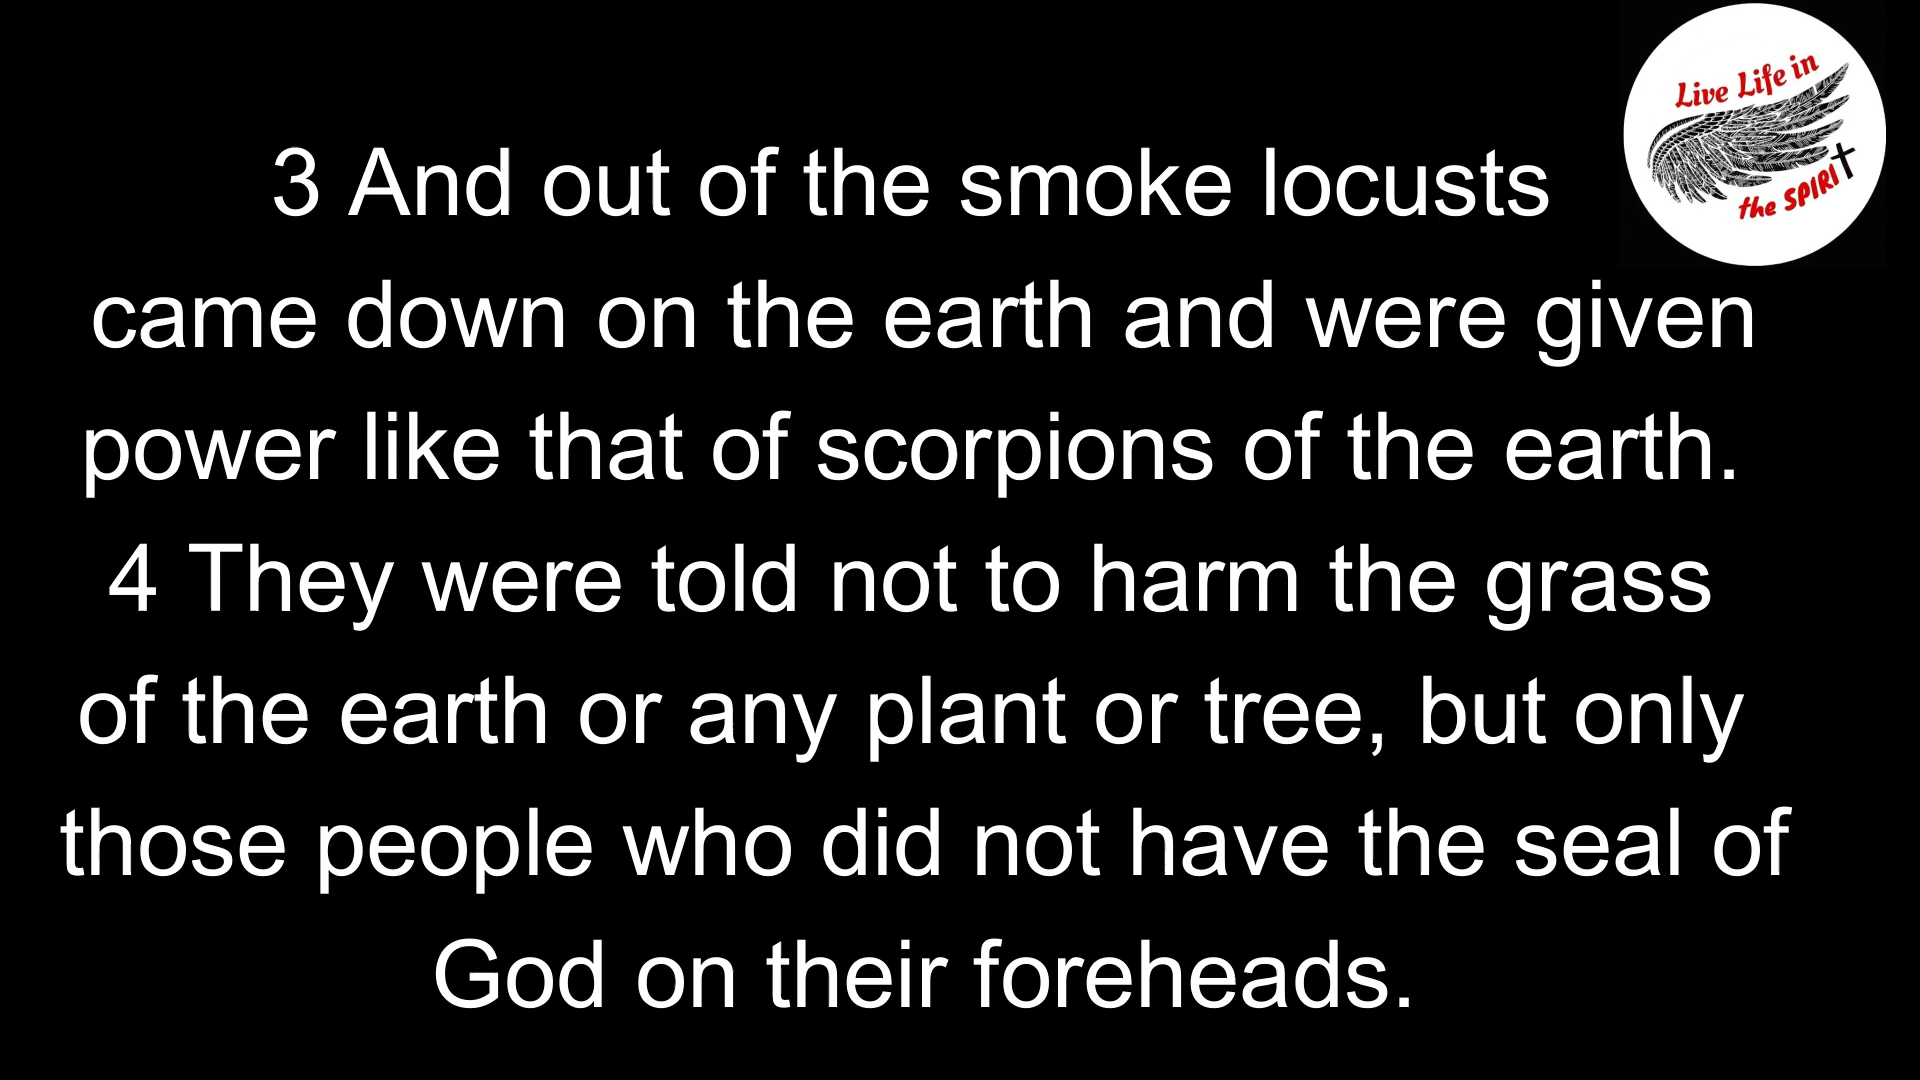 Live Life in
the SPIRIT
3 And out of the smoke locusts
came down on the earth and were given
power like that of scorpions of the earth.
4 They were told not to harm the grass
of the earth or any plant or tree, but only
those people who did not have the seal of
God on their foreheads.